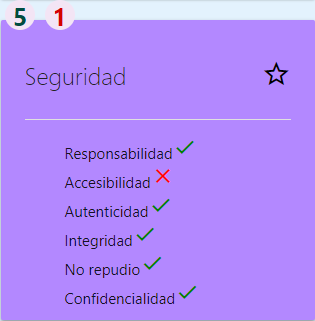 5 1
Seguridad
Responsabilidad
Accesibilidad
Autenticidad
Integridad
No repudio
Confidencialidad